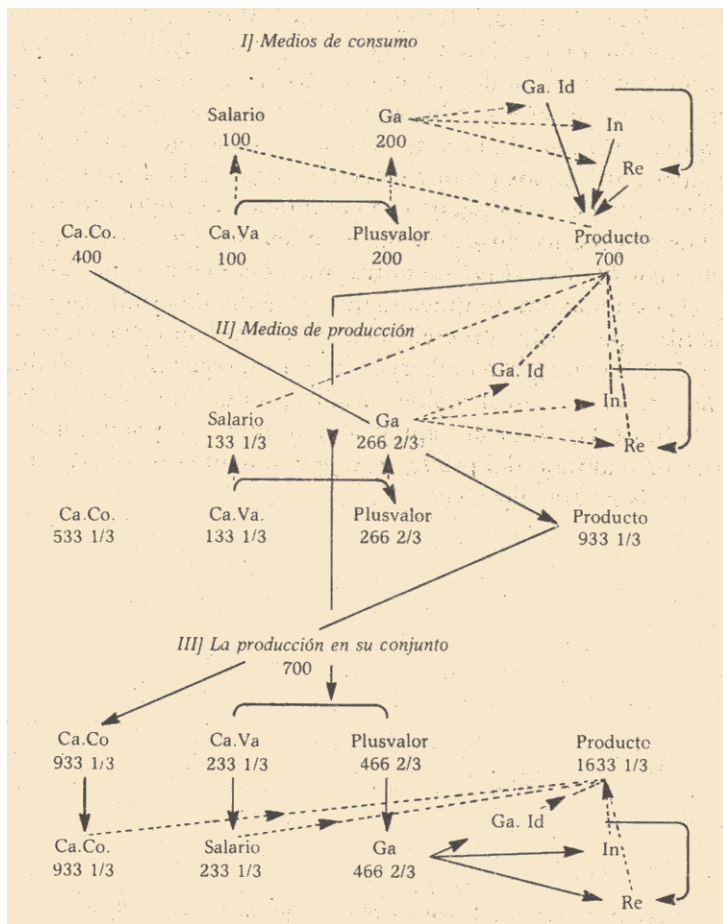 I] Medios de consumo
Ga. Id
Salario Ga In
100 200
Re
Ca.Co. Ca.Va Plusvalor Producto
400 100 200 700
II] Medios de producción
Ga. Id
In
Salario Ga
133 1/3 266 2/3 Re
Ca.Co. Ca.Va. Plusvalor Producto
533 1/3 133 1/3 266 2/3 933 1/3
III] La producción en su conjunto
700
Ca.Co Ca.Va Plusvalor Producto
933 1/3 233 1/3 466 2/3 1633 1/3
Ga. Id
Ca.Co. Salario Ga In
933 1/3 233 1/3 466 2/3
Re